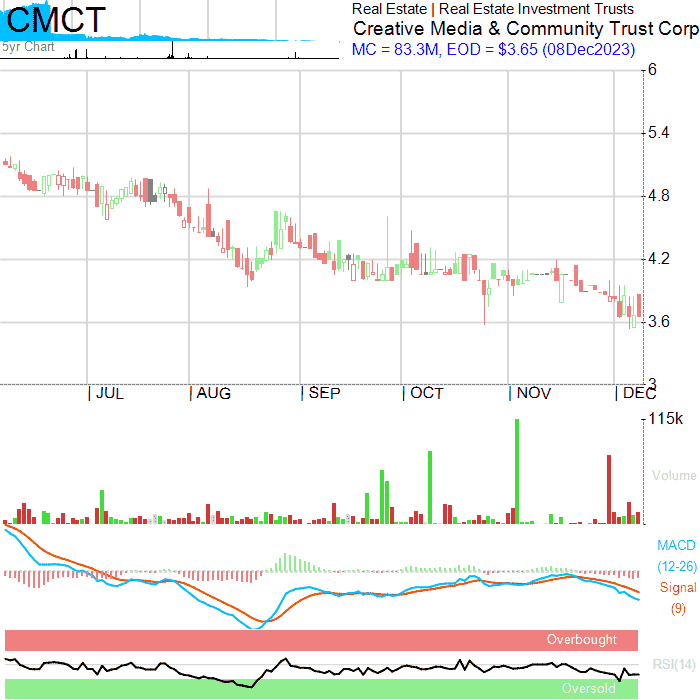 CMCT
Real Estate | Real Estate Investment Trusts
Creative Media & Community Trust Corp
5yr Chart
MC = 83.3M, EOD = $3.65 (08Dec2023)
6
5.4
4.8
4.2
3.6
3
JUL
AUG
SEP
OCT
NOV
DEC
115k
Volume
MACD
(12-26)
Signal
(9)
Overbought
RSI(14)
Oversold